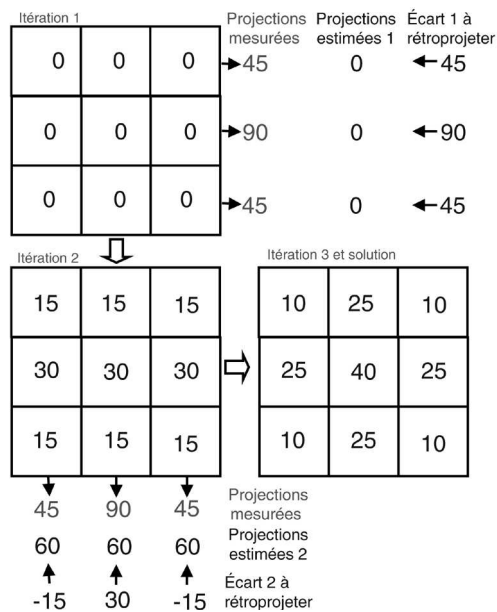 Itération 1
Projections mesurées
Projections estimées 1
Écart 1 à rétroprojeter
0 0 0 45 0 45
0 0 0 90 0 90
0 0 0 45 0 45
Itération 2
Itération 3 et solution
15 15 15
10 25 10
30 30 30
25 40 25
15 15 15
10 25 10
45 90 45
Projections mesurées
60 60 60
Projections estimées 2
-15 30 -15
Écart 2 à rétroprojeter